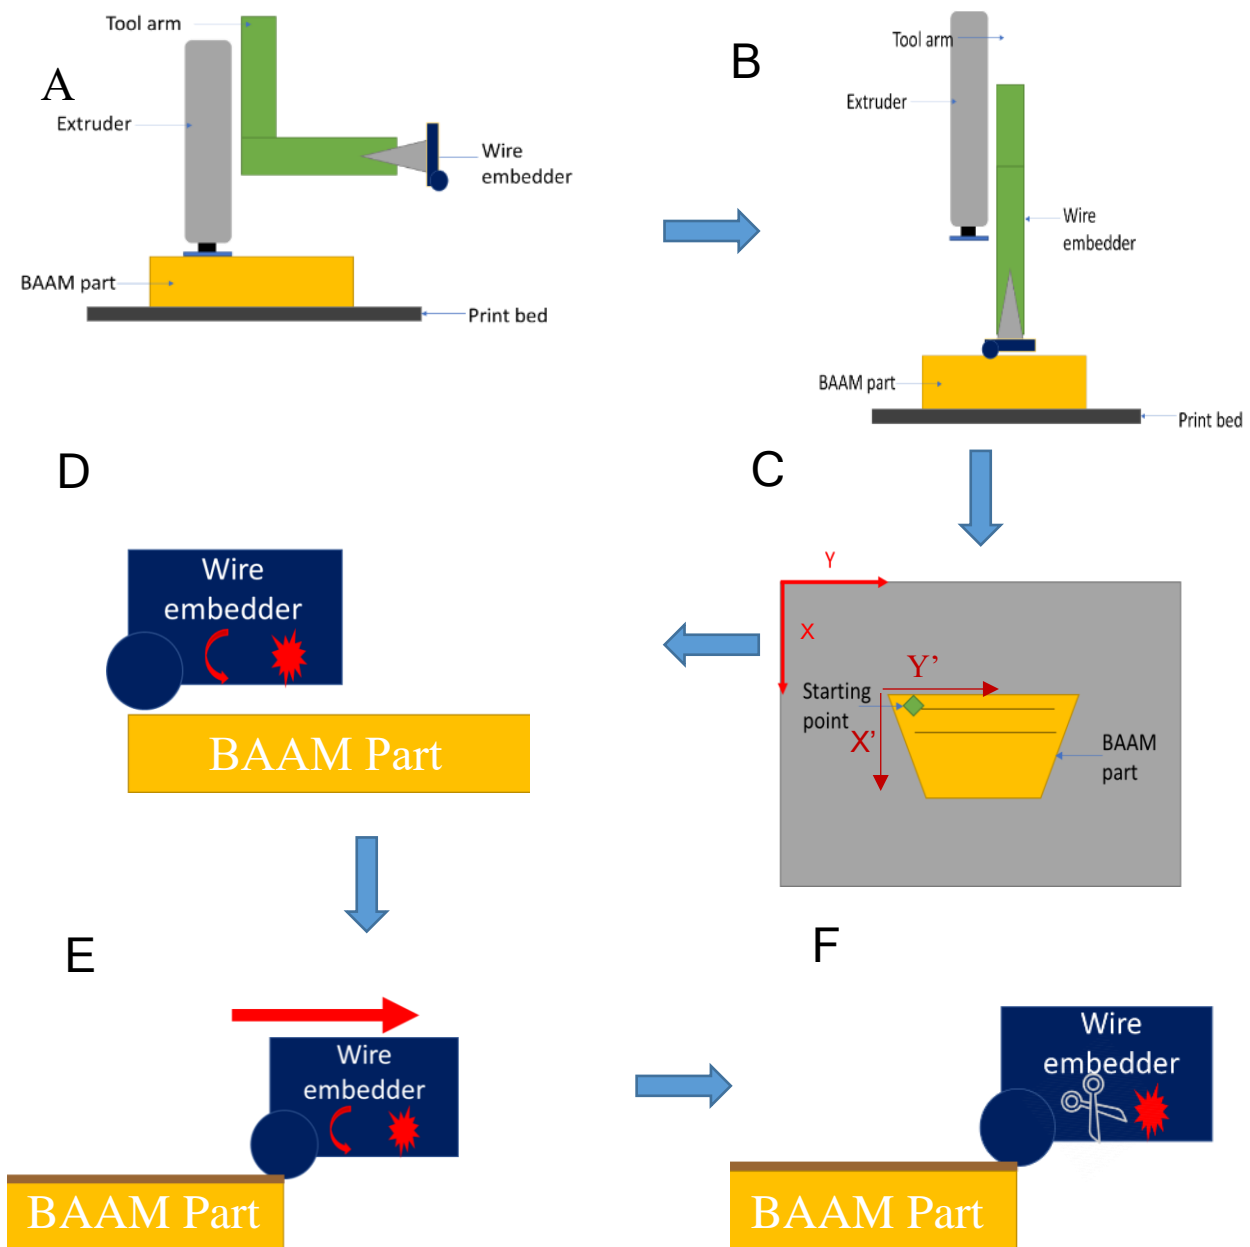 A
Tool arm
Extruder
Wire
embedder
BAAM part
Print bed
B
Tool arm
Extruder
Wire
embedder
BAAM part
Print bed
C
Y
X
Y’
Starting
point
X’
BAAM
part
D
Wire
embedder
BAAM Part
E
Wire
embedder
BAAM Part
F
Wire
embedder
BAAM Part